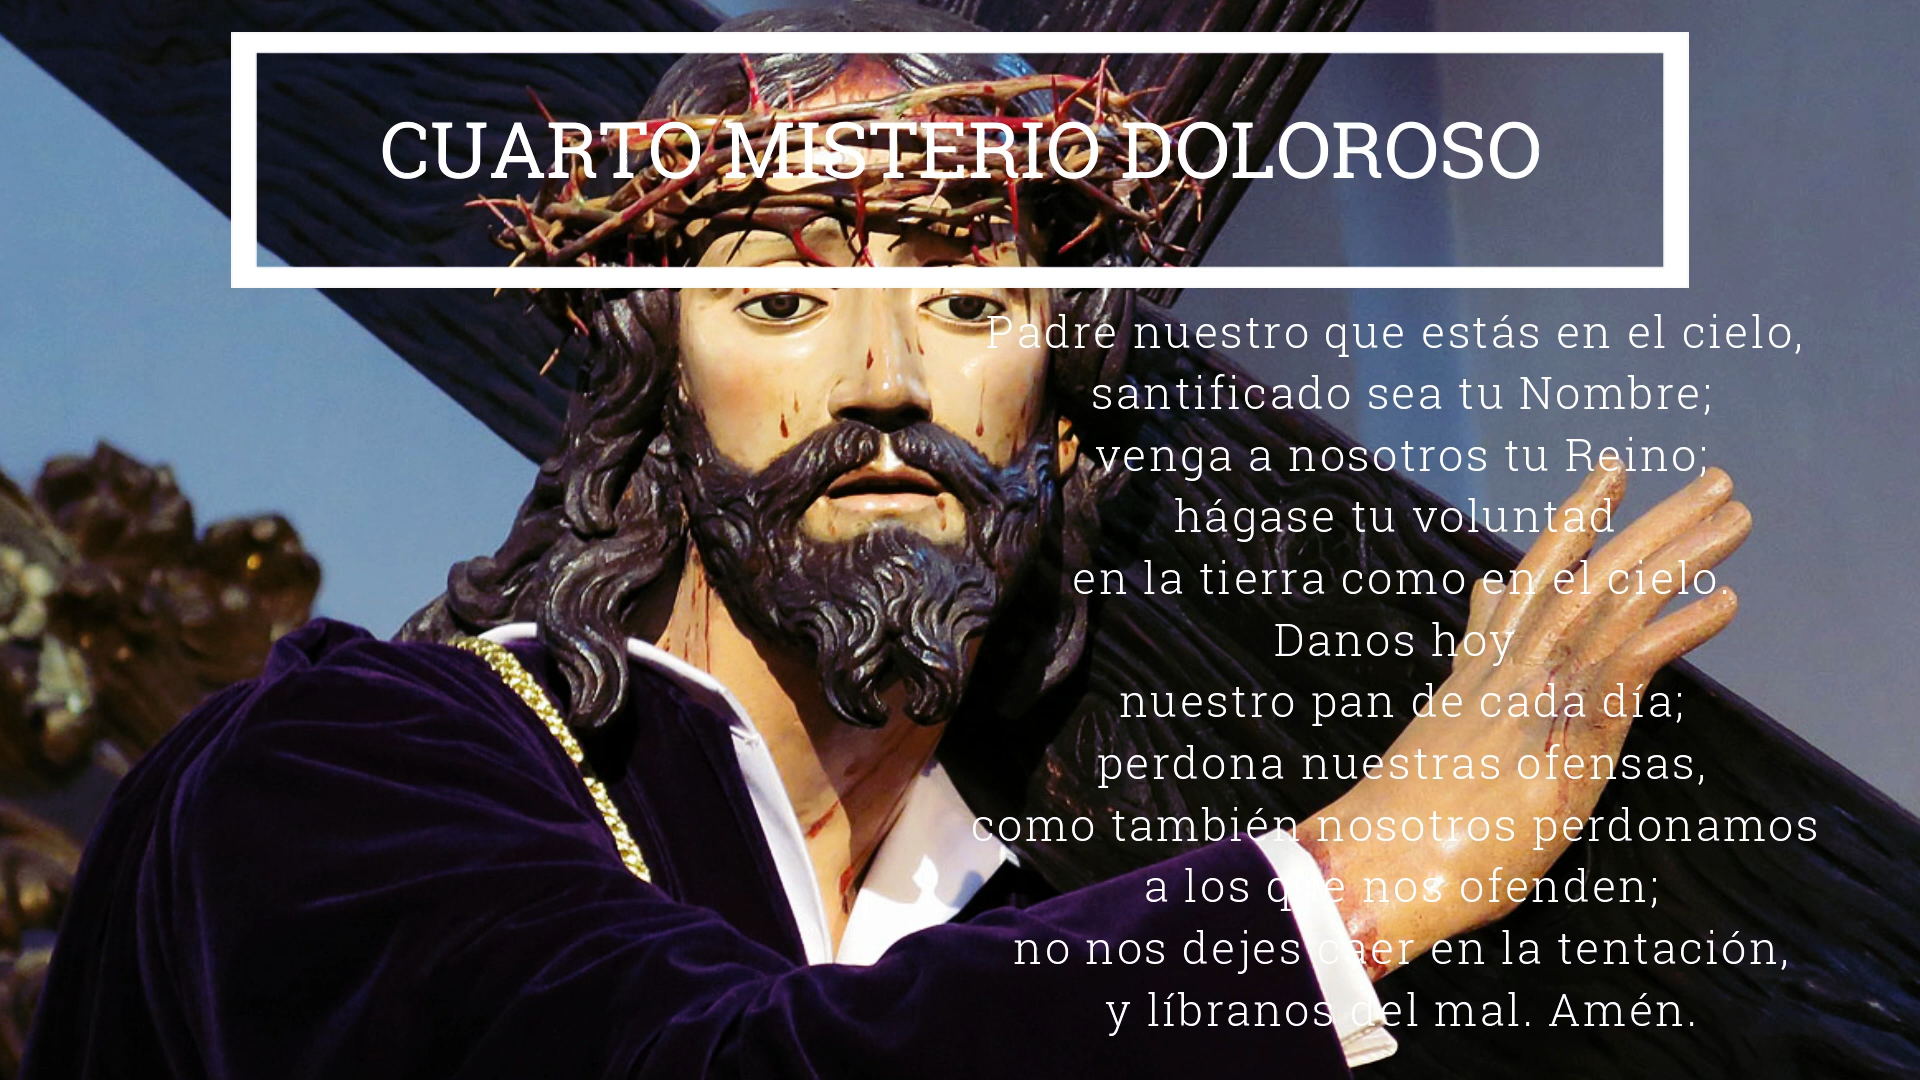 CUARTO MISTERIO DOLOROSO
Padre nuestro que estás en el cielo,
santificado sea tu Nombre;
venga a nosotros tu Reino;
hágase tu voluntad
en la tierra como en el cielo.
Danos hoy
nuestro pan de cada día;
perdona nuestras ofensas,
como también nosotros perdonamos
a los que nos ofenden;
no nos dejes caer en la tentación,
y líbranos del mal. Amén.